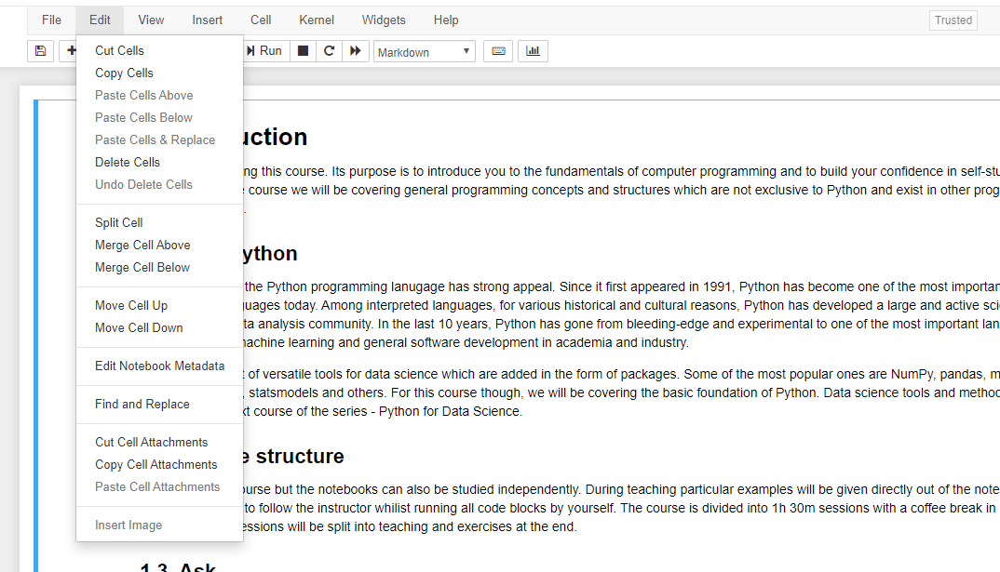 File Edit View Insert Cell Kernel Widgets Help Trusted
Run Markdown
Cut Cells
Copy Cells
Paste Cells Above
Paste Cells Below
Paste Cells & Replace
Delete Cells
Undo Delete Cells
Split Cell
Merge Cell Above
Merge Cell Below
Move Cell Up
Move Cell Down
Edit Notebook Metadata
Find and Replace
Cut Cell Attachments
Copy Cell Attachments
Paste Cell Attachments
Insert Image
uction
ng this course. Its purpose is to introduce you to the fundamentals of computer programming and to build your confidence in self-stu
course we will be covering general programming concepts and structures which are not exclusive to Python and exist in other prog
.
ython
the Python programming lanugage has strong appeal. Since it first appeared in 1991, Python has become one of the most importan
guages today. Among interpreted languages, for various historical and cultural reasons, Python has developed a large and active sci
ta analysis community. In the last 10 years, Python has gone from bleeding-edge and experimental to one of the most important lan
machine learning and general software development in academia and industry.
t of versatile tools for data science which are added in the form of packages. Some of the most popular ones are NumPy, pandas, m
, statsmodels and others. For this course though, we will be covering the basic foundation of Python. Data science tools and method
xt course of the series - Python for Data Science.
e structure
ourse but the notebooks can also be studied independently. During teaching particular examples will be given directly out of the note
to follow the instructor whilist running all code blocks by yourself. The course is divided into 1h 30m sessions with a coffee break in
essions will be split into teaching and exercises at the end.
1.3. Ask